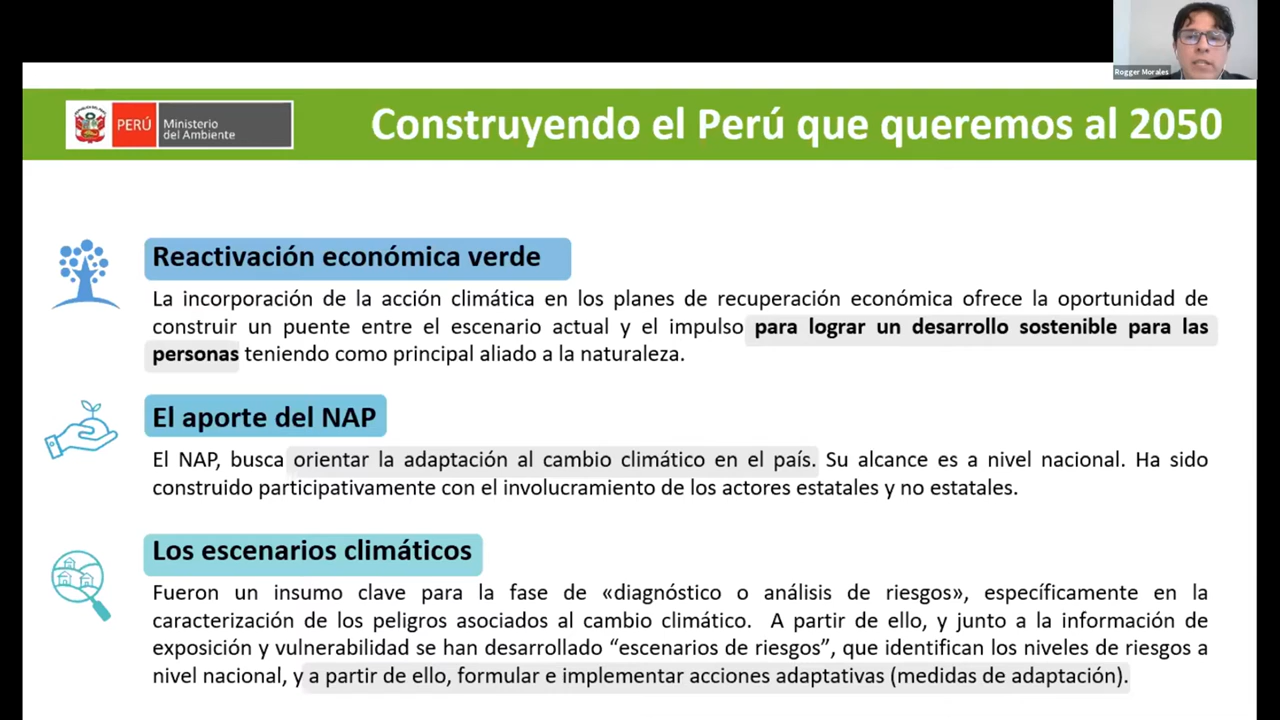 Rogger Morales
PERÚ
Ministerio
del Ambiente
Construyendo el Perú que queremos al 2050
Reactivación económica verde
La incorporación de la acción climática en los planes de recuperación económica ofrece la oportunidad de
construir un puente entre el escenario actual y el impulso para lograr un desarrollo sostenible para las
personas teniendo como principal aliado a la naturaleza.
El aporte del NAP
El NAP, busca orientar la adaptación al cambio climático en el país. Su alcance es a nivel nacional. Ha sido
construido participativamente con el involucramiento de los actores estatales y no estatales.
Los escenarios climáticos
Fueron un insumo clave para la fase de «diagnóstico o análisis de riesgos», específicamente en la
caracterización de los peligros asociados al cambio climático. A partir de ello, y junto a la información de
exposición y vulnerabilidad se han desarrollado “escenarios de riesgos”, que identifican los niveles de riesgos a
nivel nacional, y a partir de ello, formular e implementar acciones adaptativas (medidas de adaptación).